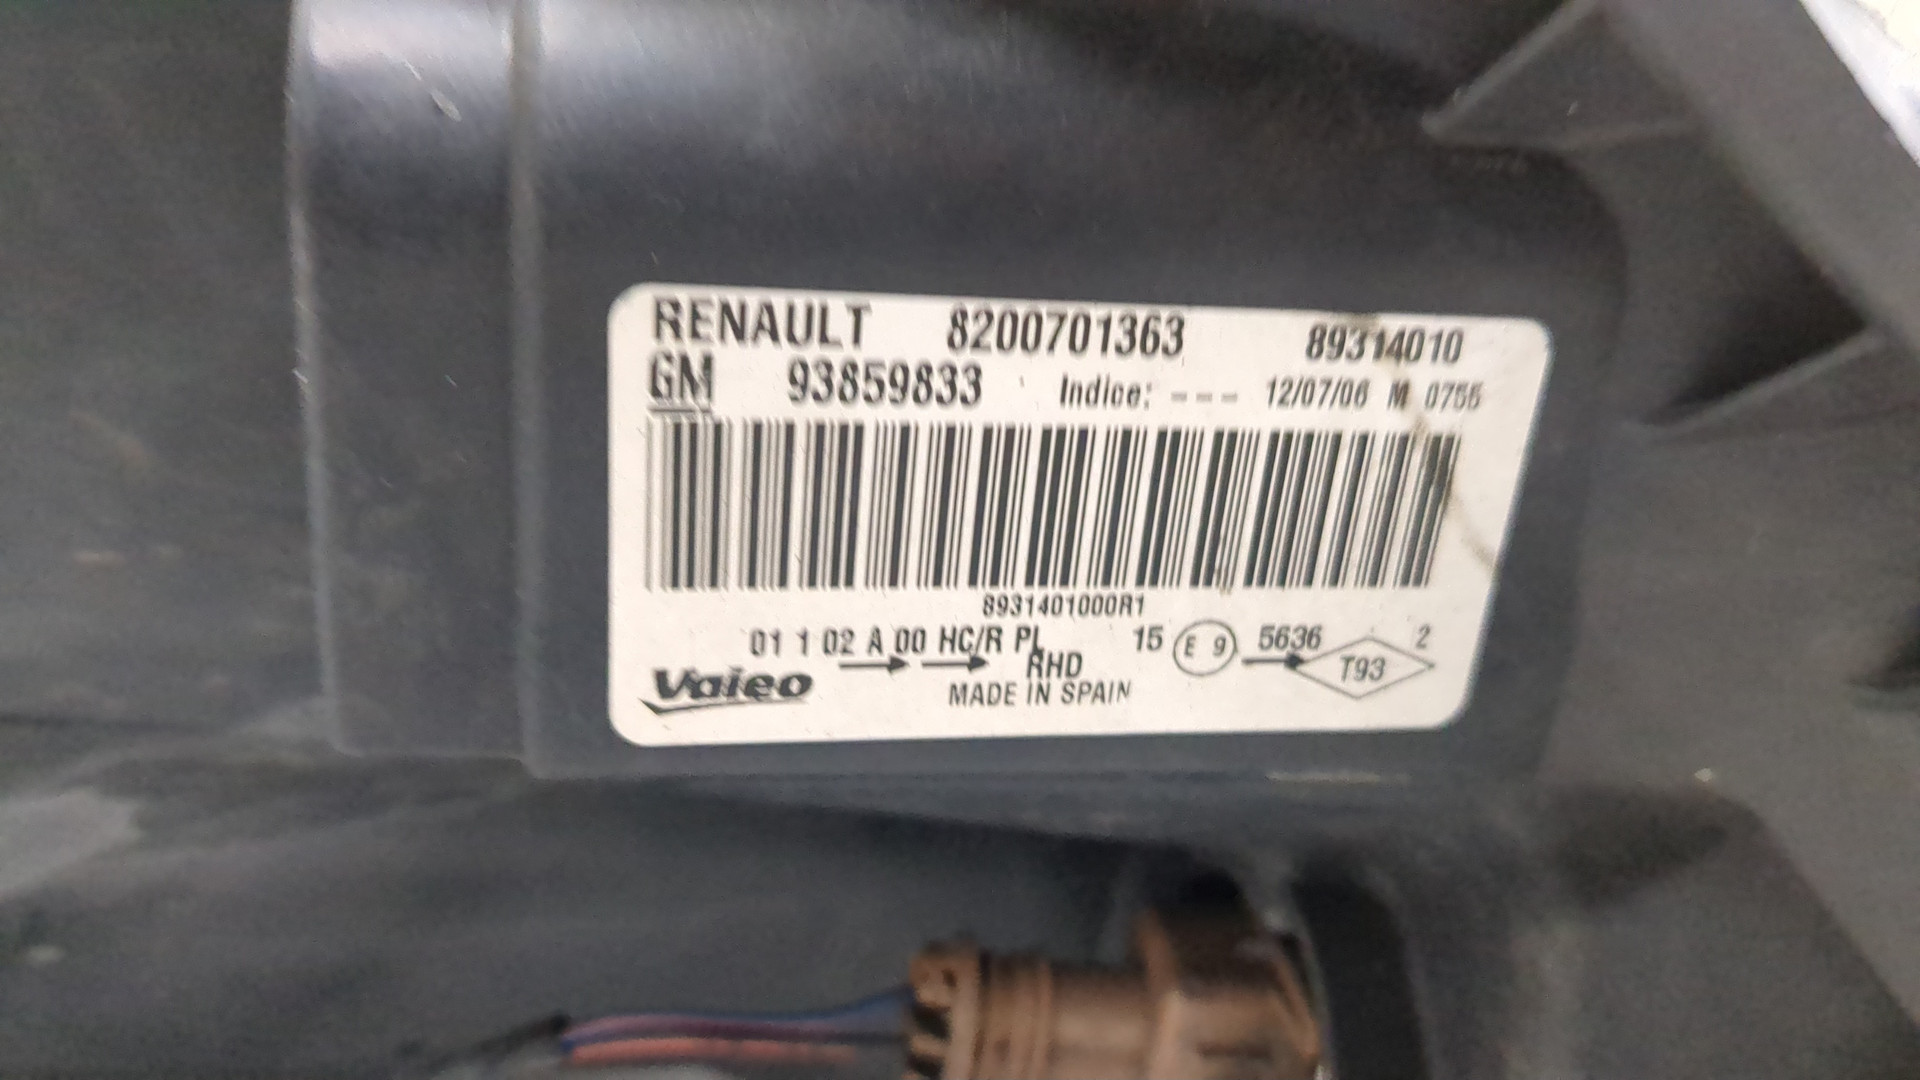 RENAULT 8200701363 89314010
GM 93859833 Indice: --- 12/07/06 M 0755
8931401000R1
01 1 02 A 00 HC/R PL 15 E 9 5636 2
RHD T93
Valeo MADE IN SPAIN